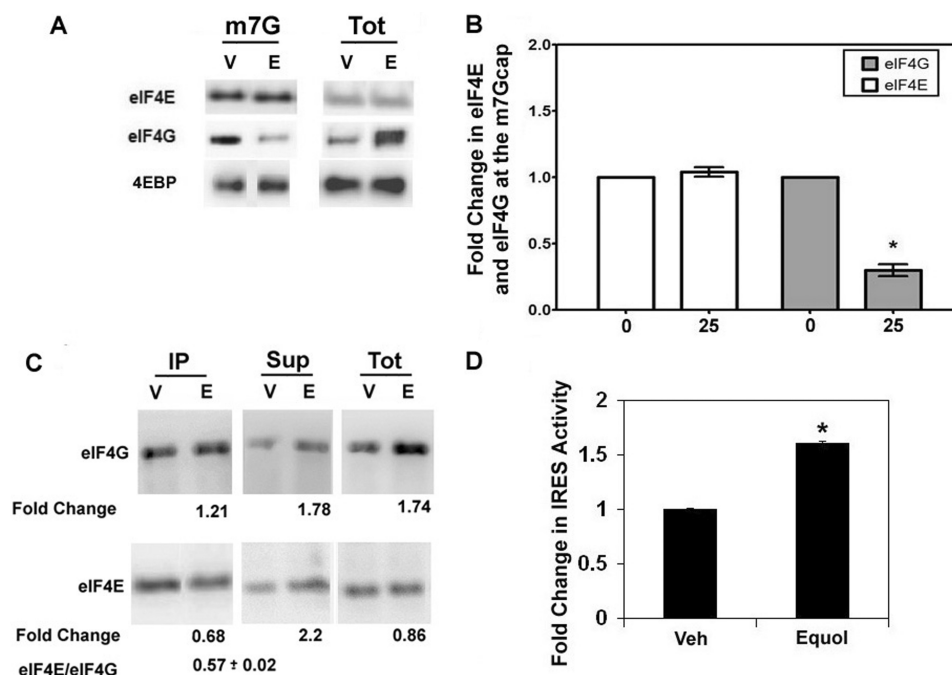 A
m7G Tot
V E V E
eIF4E
eIF4G
4EBP
B
Fold Change in eIF4E
and eIF4G at the m7Gcap
2.0
1.5
1.0
0.5
0.0
0 25 0 25
*
eIF4G
eIF4E
C
IP Sup Tot
V E V E V E
eIF4G
Fold Change 1.21 1.78 1.74
eIF4E
Fold Change 0.68 2.2 0.86
eIF4E/eIF4G 0.57 ± 0.02
D
Fold Change in IRES Activity
2
1.5
1
0.5
0
*
Veh Equol